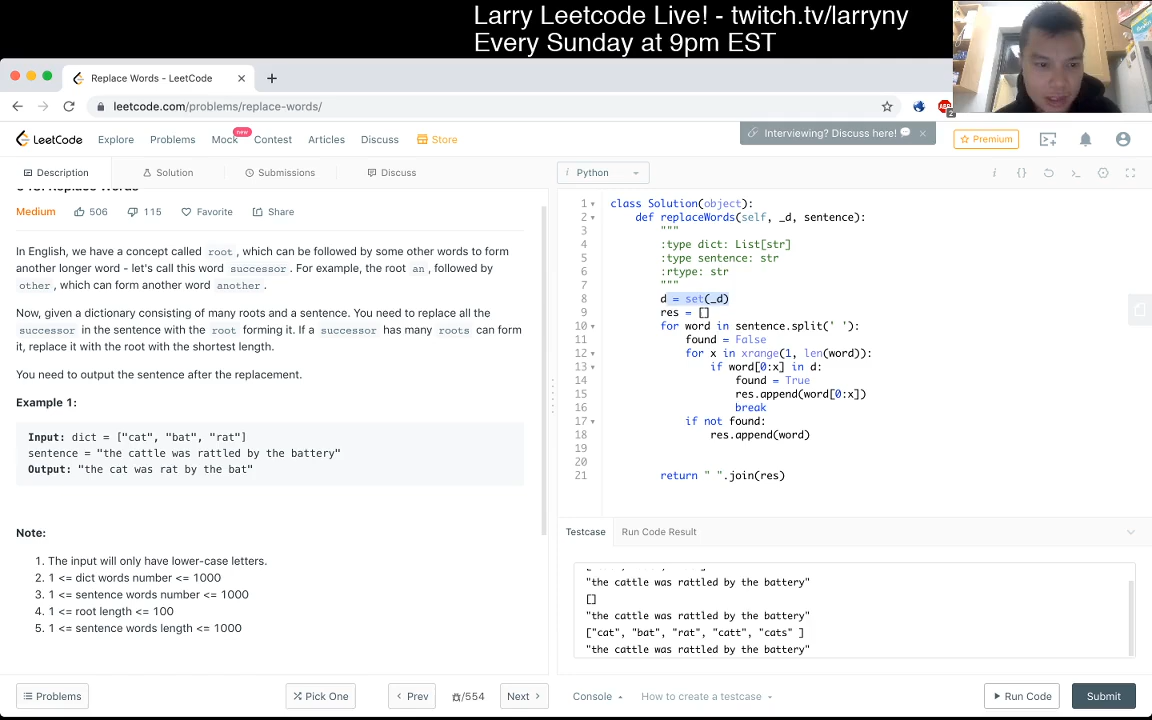 Larry Leetcode Live! - twitch.tv/larryny
Every Sunday at 9pm EST
Replace Words - LeetCode
leetcode.com/problems/replace-words/
ABP
2
LeetCode
Explore
Problems
Mock
new
Contest
Articles
Discuss
Store
Interviewing? Discuss here!
Premium
Description
Solution
Submissions
Discuss
Python
Medium
506
115
Favorite
Share
In English, we have a concept called root, which can be followed by some other words to form
another longer word - let's call this word successor. For example, the root an, followed by
other, which can form another word another.
Now, given a dictionary consisting of many roots and a sentence. You need to replace all the
successor in the sentence with the root forming it. If a successor has many roots can form
it, replace it with the root with the shortest length.
You need to output the sentence after the replacement.
Example 1:
Input: dict = ["cat", "bat", "rat"]
sentence = "the cattle was rattled by the battery"
Output: "the cat was rat by the bat"
Note:
1. The input will only have lower-case letters.
2. 1 <= dict words number <= 1000
3. 1 <= sentence words number <= 1000
4. 1 <= root length <= 100
5. 1 <= sentence words length <= 1000
1 class Solution(object):
2 def replaceWords(self, _d, sentence):
3 """
4 :type dict: List[str]
5 :type sentence: str
6 :rtype: str
7 """
8 d = set(_d)
9 res = []
10 for word in sentence.split(' '):
11 found = False
12 for x in xrange(1, len(word)):
13 if word[0:x] in d:
14 found = True
15 res.append(word[0:x])
16 break
17 if not found:
18 res.append(word)
19
20
21 return " ".join(res)
Testcase
Run Code Result
"the cattle was rattled by the battery"
[]
"the cattle was rattled by the battery"
["cat", "bat", "rat", "catt", "cats" ]
"the cattle was rattled by the battery"
Problems
Pick One
Prev
/554
Next
Console
How to create a testcase
Run Code
Submit